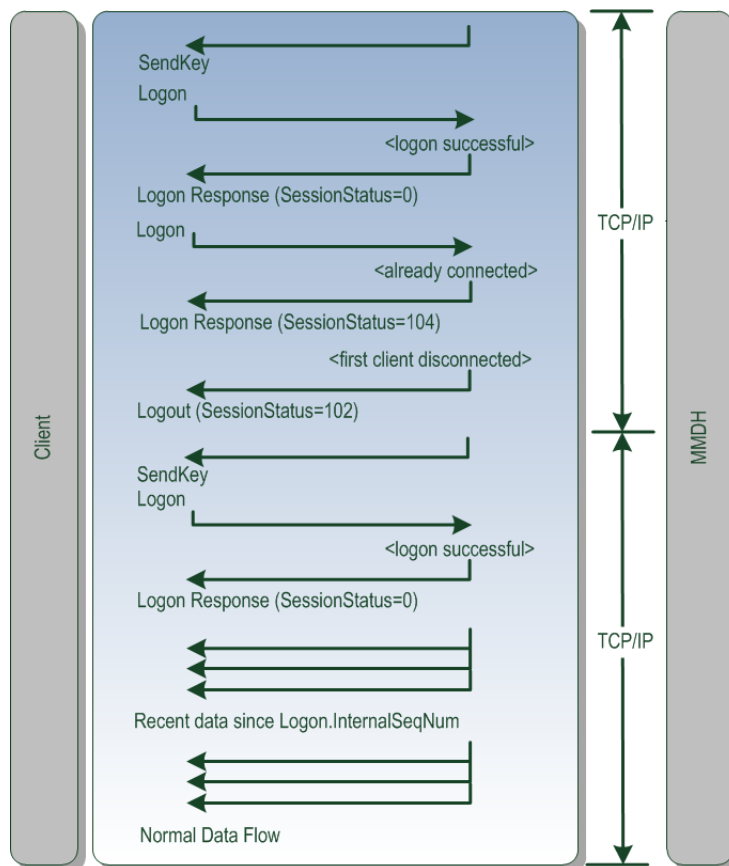 SendKey
Logon
<logon successful>
Logon Response (SessionStatus=0)
Logon
<already connected>
Logon Response (SessionStatus=104)
<first client disconnected>
Logout (SessionStatus=102)
SendKey
Logon
<logon successful>
Logon Response (SessionStatus=0)
Recent data since Logon.InternalSeqNum
Normal Data Flow
Client
TCP/IP
TCP/IP
MMDH